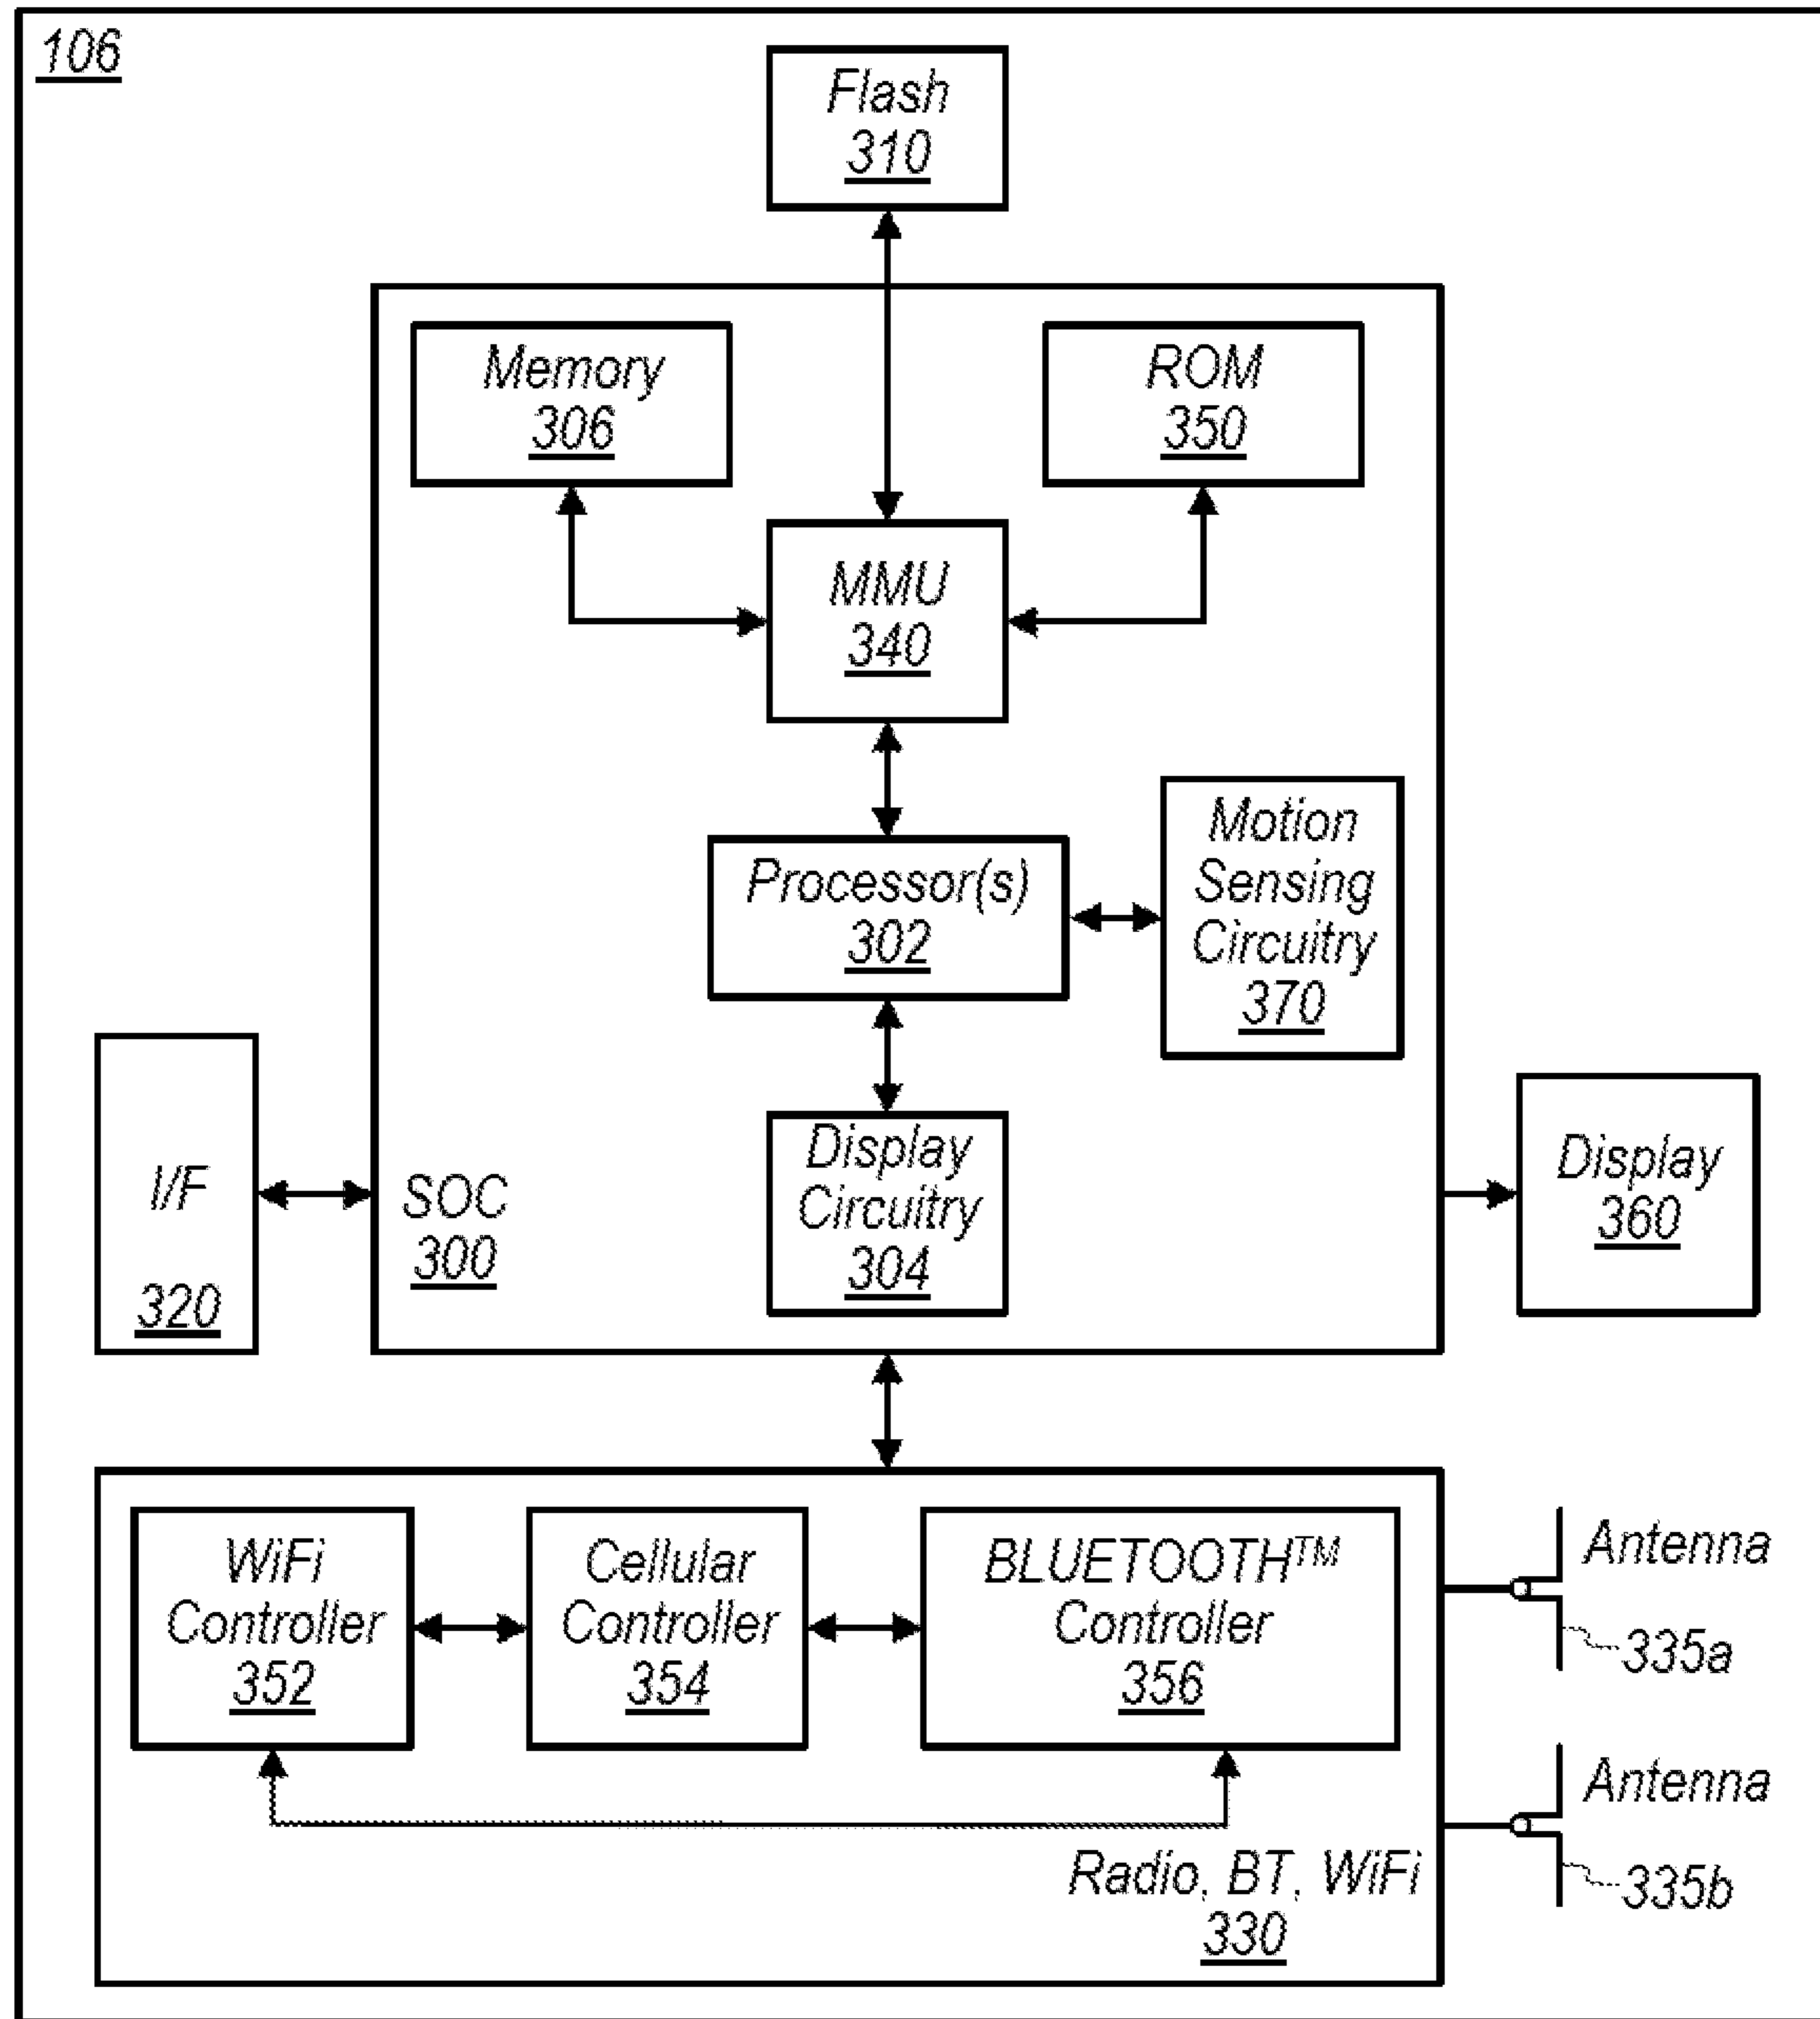 106
Flash
310
Memory
306
ROM
350
MMU
340
Processor(s)
302
Motion
Sensing
Circuitry
370
Display
Circuitry
304
I/F
320
SOC
300
Display
360
WiFi
Controller
352
Cellular
Controller
354
BLUETOOTH™
Controller
356
Radio, BT, WiFi
330
Antenna
335a
Antenna
335b